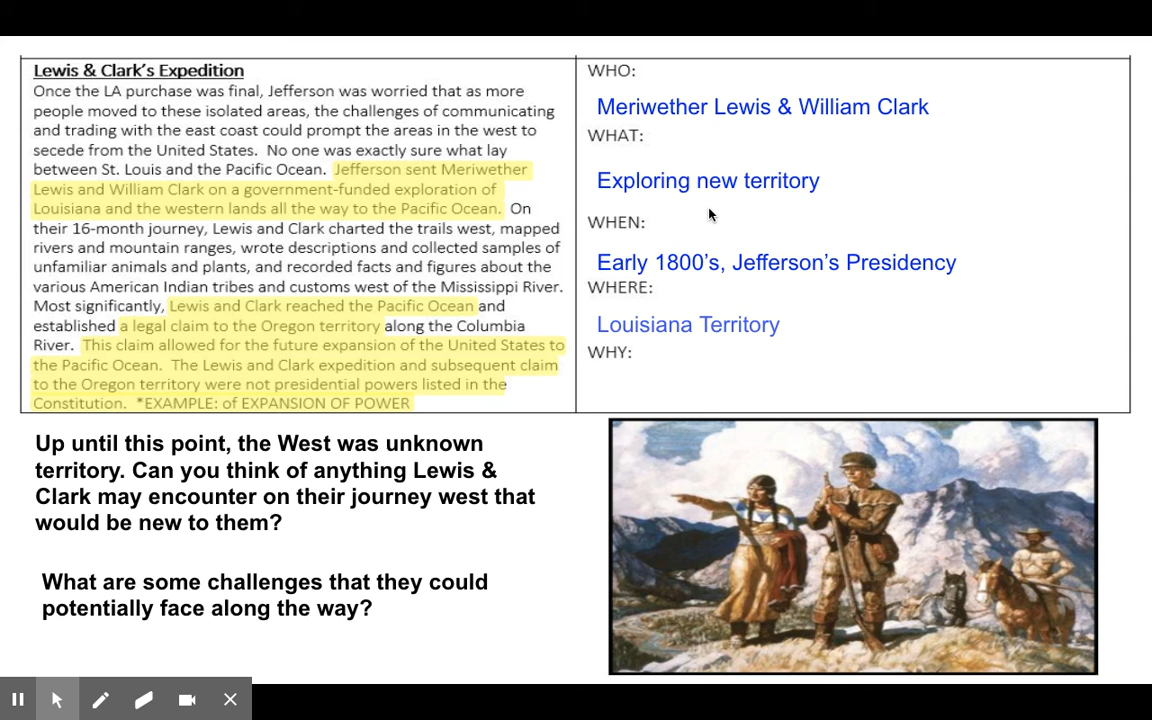 Lewis & Clark's Expedition
Once the LA purchase was final, Jefferson was worried that as more
people moved to these isolated areas, the challenges of communicating
and trading with the east coast could prompt the areas in the west to
secede from the United States.  No one was exactly sure what lay
between St. Louis and the Pacific Ocean.  Jefferson sent Meriwether
Lewis and William Clark on a government-funded exploration of
Louisiana and the western lands all the way to the Pacific Ocean.  On
their 16-month journey, Lewis and Clark charted the trails west, mapped
rivers and mountain ranges, wrote descriptions and collected samples of
unfamiliar animals and plants, and recorded facts and figures about the
various American Indian tribes and customs west of the Mississippi River.
Most significantly, Lewis and Clark reached the Pacific Ocean and
established a legal claim to the Oregon territory along the Columbia
River.  This claim allowed for the future expansion of the United States to
the Pacific Ocean.  The Lewis and Clark expedition and subsequent claim
to the Oregon territory were not presidential powers listed in the
Constitution.  *EXAMPLE: of EXPANSION OF POWER
WHO:
Meriwether Lewis & William Clark
WHAT:
Exploring new territory
WHEN:
Early 1800's, Jefferson's Presidency
WHERE:
Louisiana Territory
WHY:
Up until this point, the West was unknown
territory. Can you think of anything Lewis &
Clark may encounter on their journey west that
would be new to them?
What are some challenges that they could
potentially face along the way?